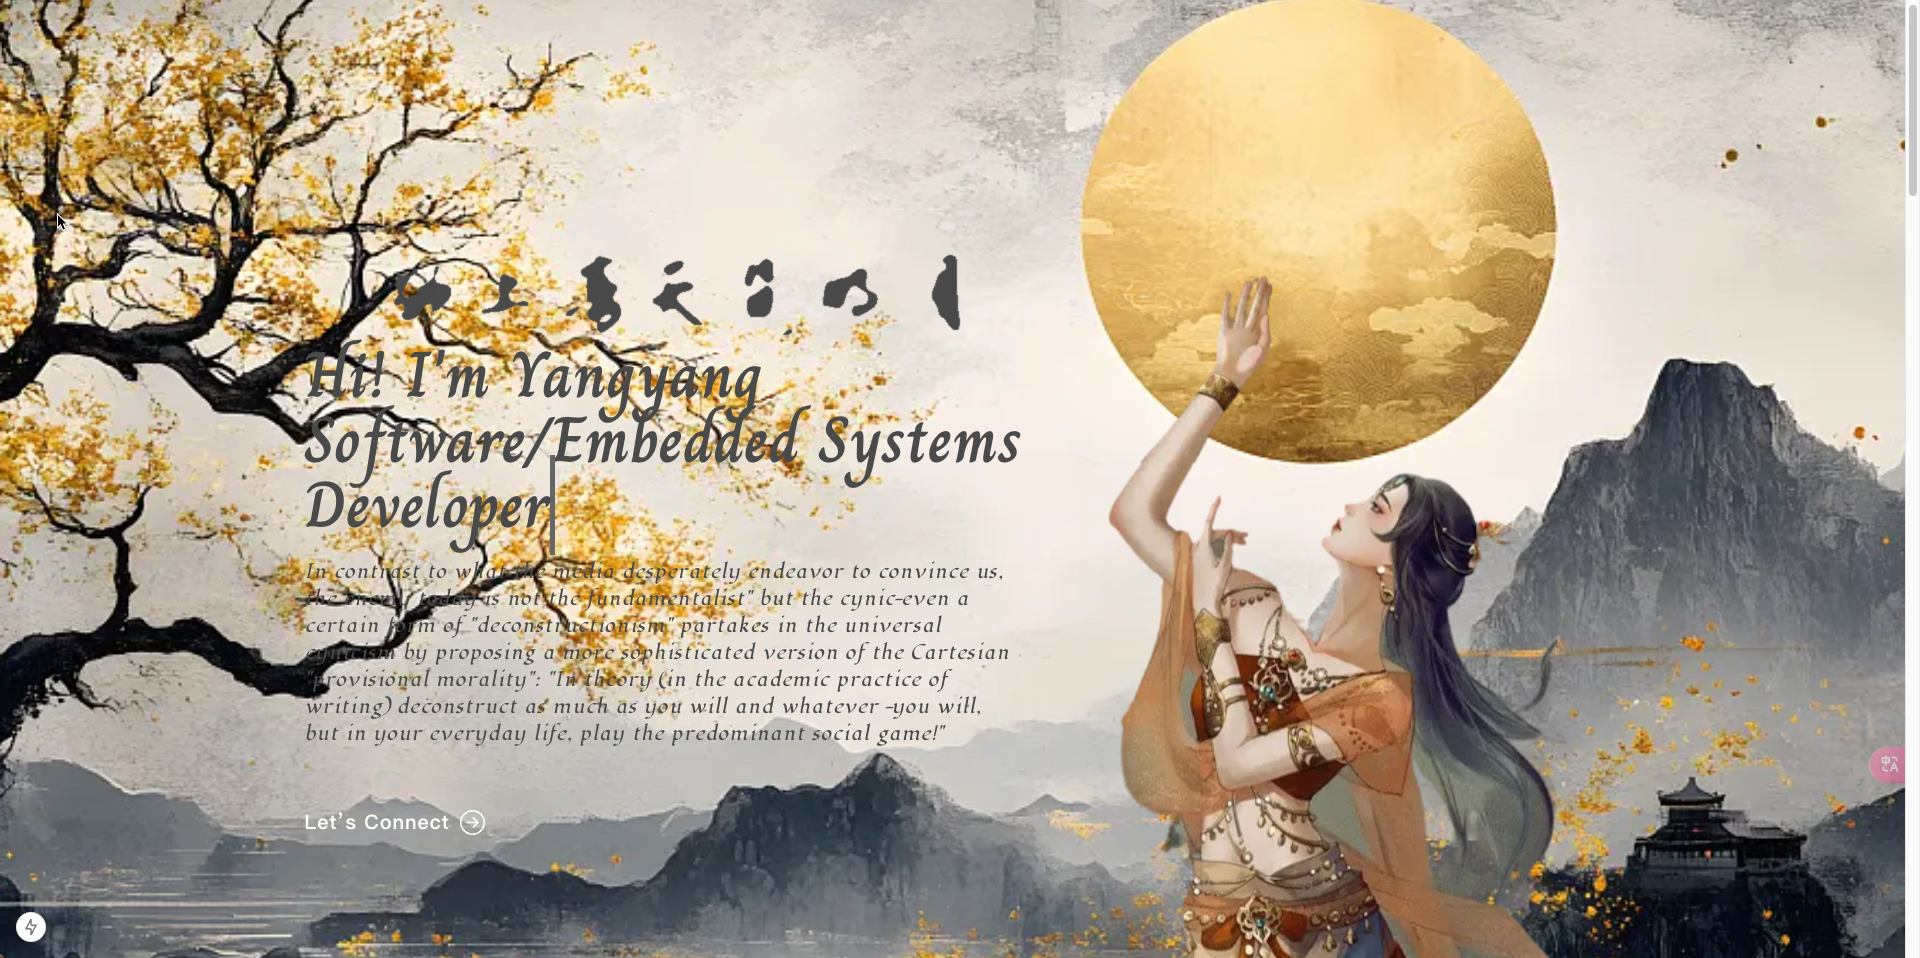 Hi! I'm Yangyang
Software/Embedded Systems
Developer
In contrast to what the media desperately endeavor to convince us,
the enemy today is not the fundamentalist" but the cynic-even a
certain form of "deconstructionism" partakes in the universal
cynicism by proposing a more sophisticated version of the Cartesian
"provisional morality": "In theory (in the academic practice of
writing) deconstruct as much as you will and whatever -you will,
but in your everyday life, play the predominant social game!"
Let's Connect